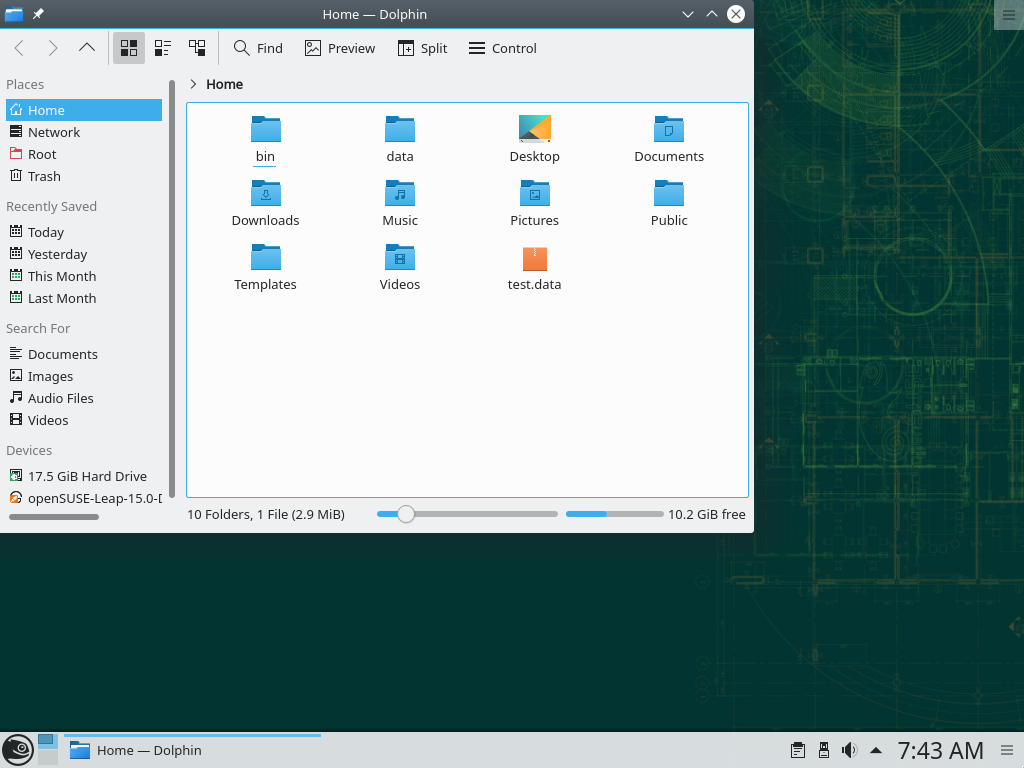 Home — Dolphin
Find Preview Split Control
Places
Home
Network
Root
Trash
Recently Saved
Today
Yesterday
This Month
Last Month
Search For
Documents
Images
Audio Files
Videos
Devices
17.5 GiB Hard Drive
openSUSE-Leap-15.0-
Home
bin data Desktop Documents
Downloads Music Pictures Public
Templates Videos test.data
10 Folders, 1 File (2.9 MiB) 10.2 GiB free
Home — Dolphin 7:43 AM